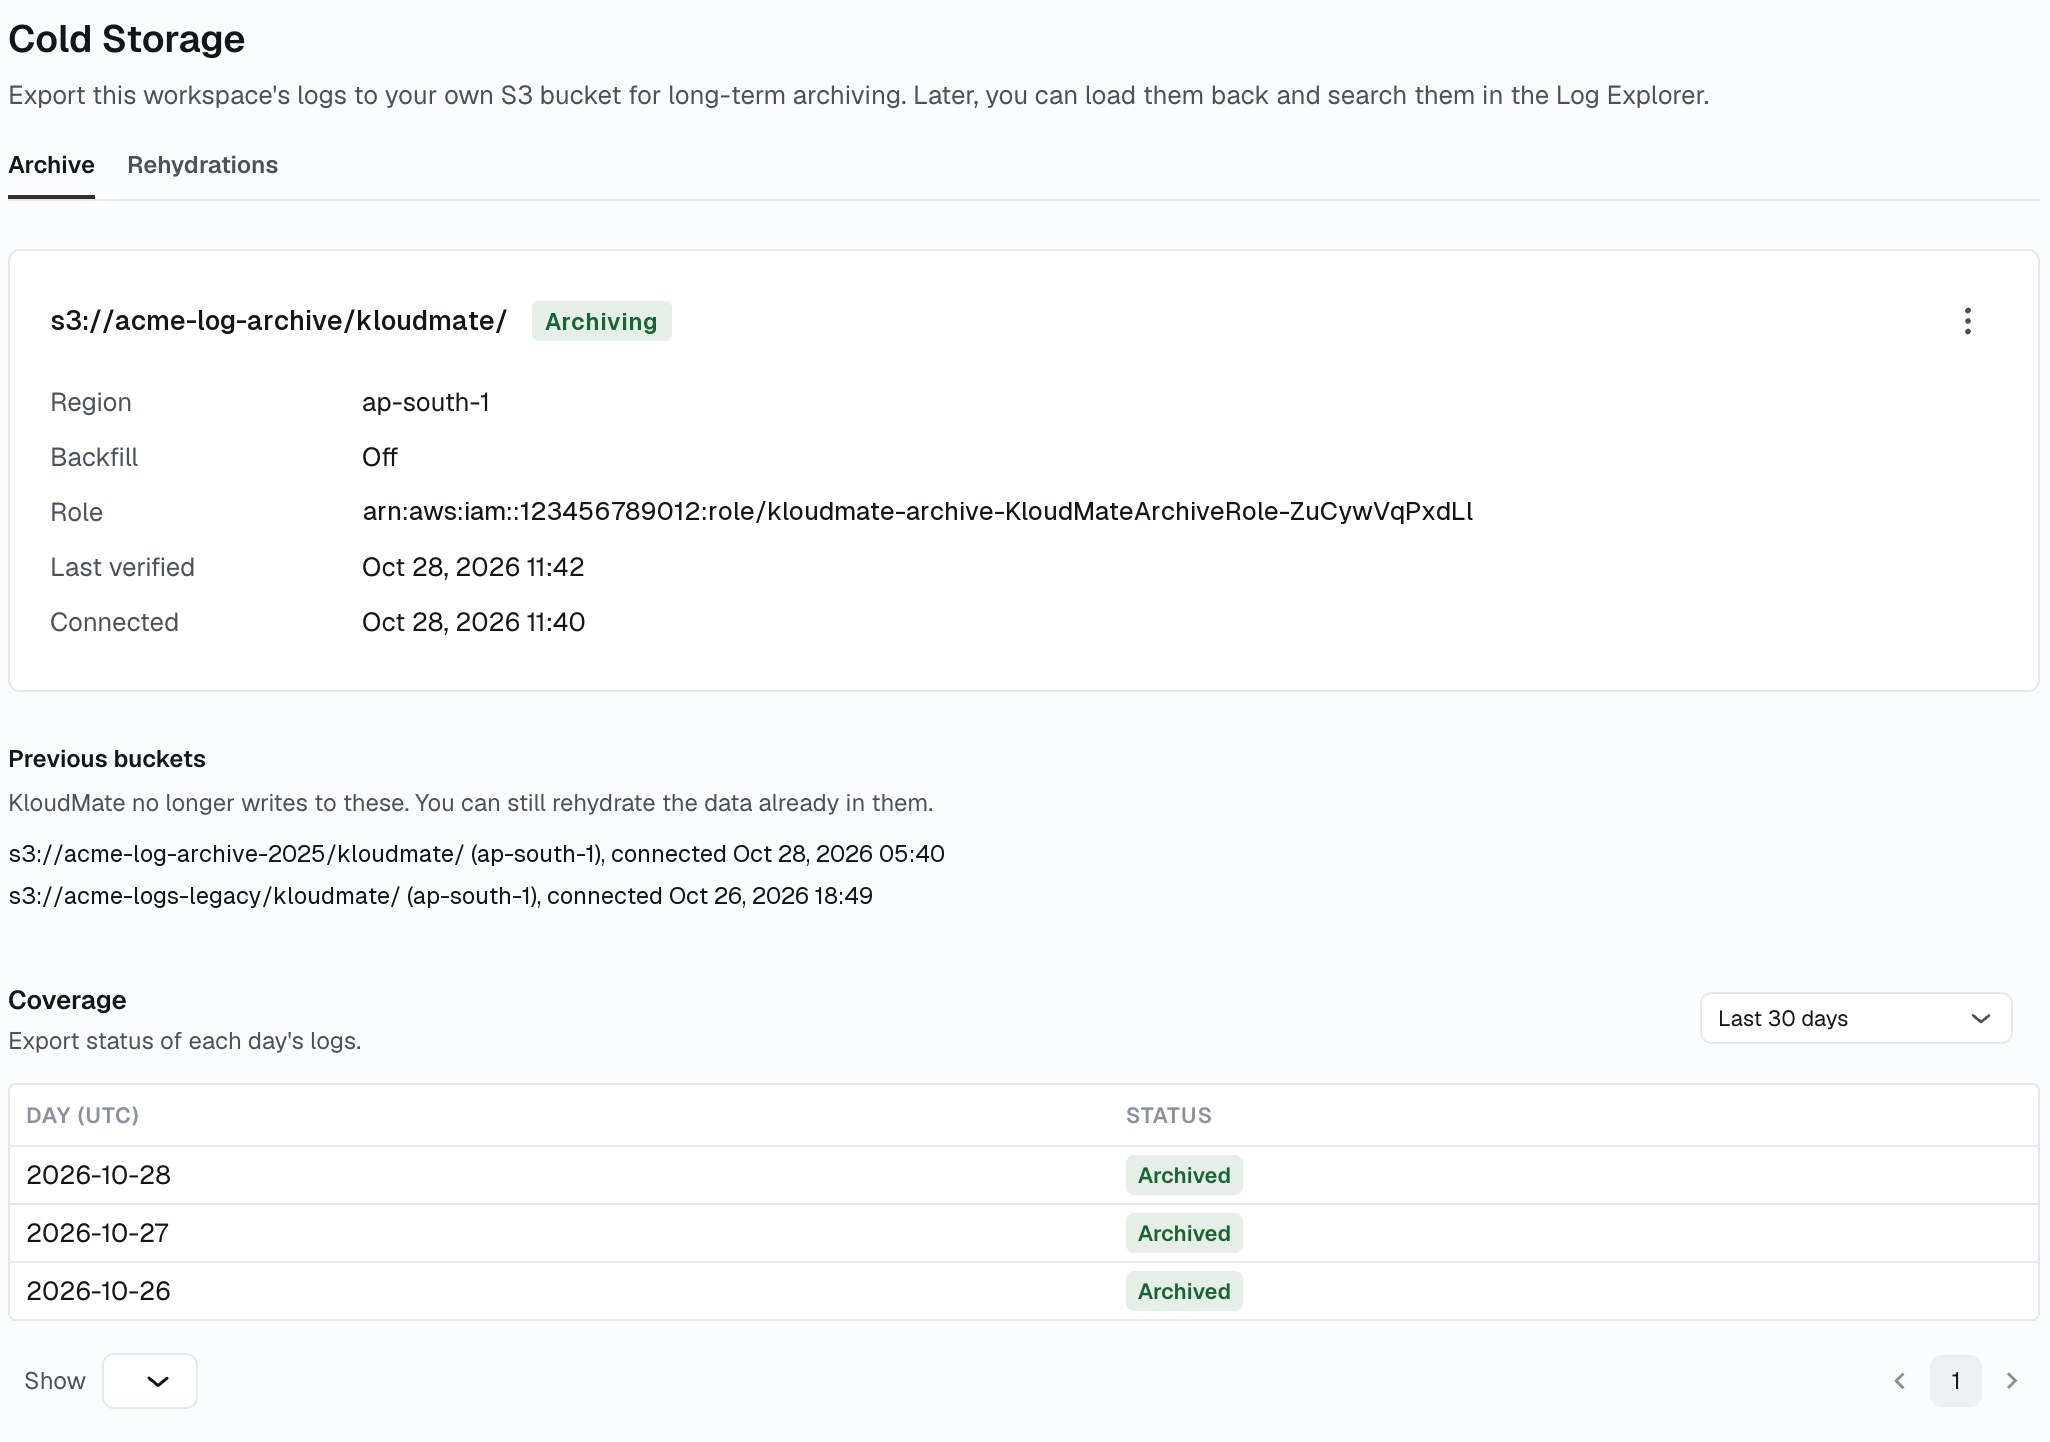 Cold Storage
Export this workspace's logs to your own S3 bucket for long-term archiving. Later, you can load them back and search them in the Log Explorer.
Archive Rehydrations
s3://acme-log-archive/kloudmate/ Archiving
Region ap-south-1
Backfill Off
Role arn:aws:iam::123456789012:role/kloudmate-archive-KloudMateArchiveRole-ZuCywVqPxdLl
Last verified Oct 28, 2026 11:42
Connected Oct 28, 2026 11:40
Previous buckets
KloudMate no longer writes to these. You can still rehydrate the data already in them.
s3://acme-log-archive-2025/kloudmate/ (ap-south-1), connected Oct 28, 2026 05:40
s3://acme-logs-legacy/kloudmate/ (ap-south-1), connected Oct 26, 2026 18:49
Coverage
Last 30 days
Export status of each day's logs.
DAY (UTC) STATUS
2026-10-28 Archived
2026-10-27 Archived
2026-10-26 Archived
Show 1